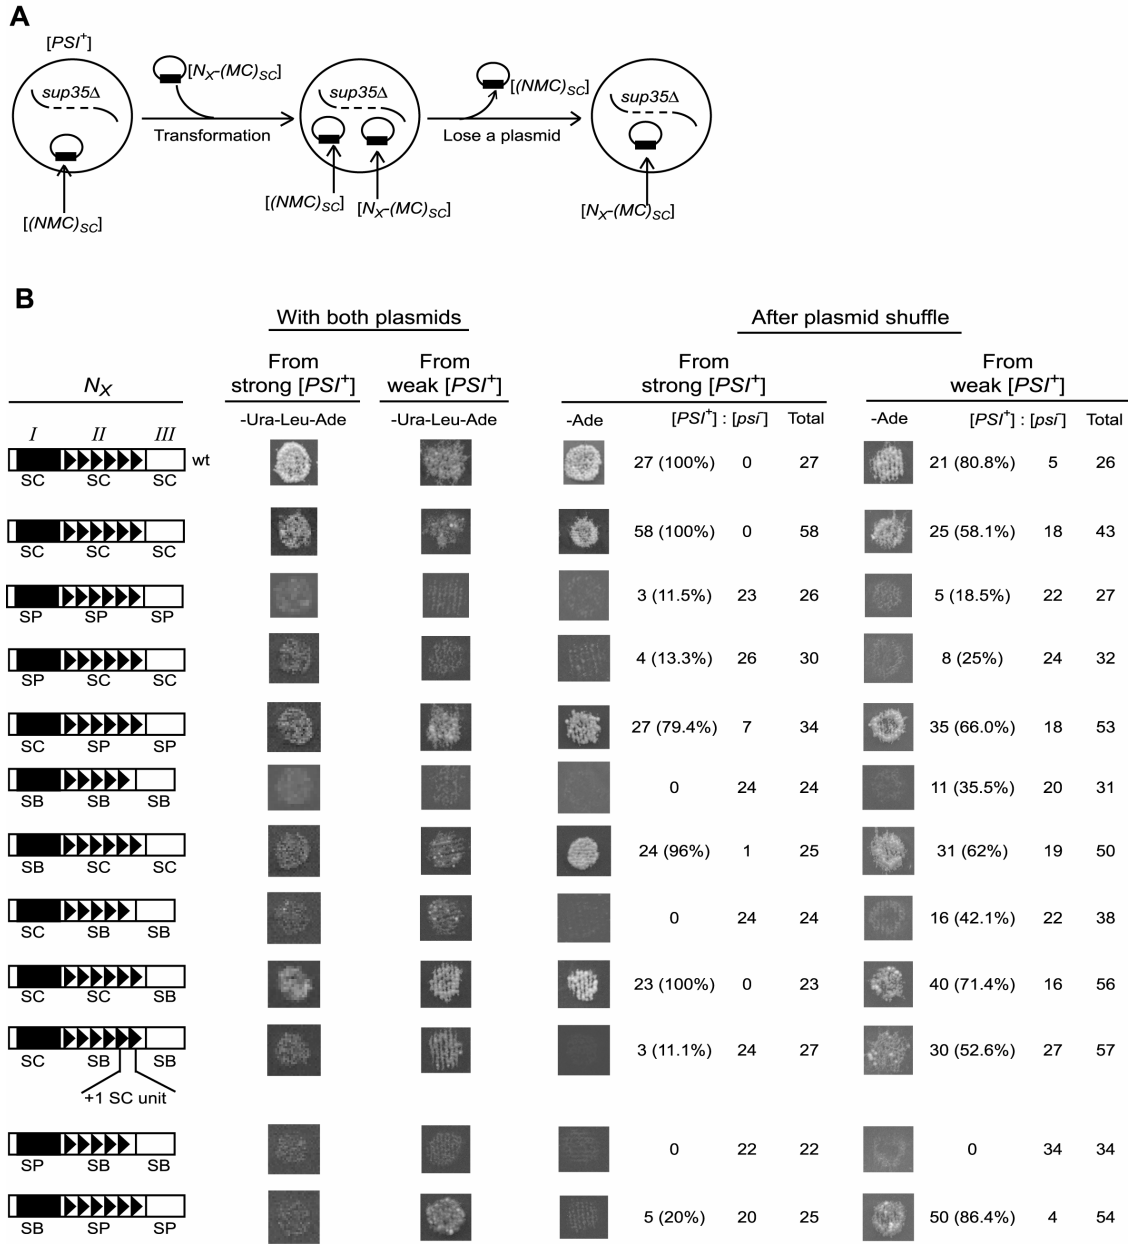 A
[PSI+]
sup35Δ
[(NMC)SC]
[NX-(MC)SC]
Transformation
sup35Δ
[(NMC)SC] [NX-(MC)SC]
[(NMC)SC]
Lose a plasmid
sup35Δ
[NX-(MC)SC]
B
With both plasmids After plasmid shuffle
From strong [PSI+] From weak [PSI+] From strong [PSI+] From weak [PSI+]
NX
-Ura-Leu-Ade -Ura-Leu-Ade -Ade [PSI+] : [psi-] Total -Ade [PSI+] : [psi-] Total
I II III
wt 27 (100%) 0 27 21 (80.8%) 5 26
SC SC SC
58 (100%) 0 58 25 (58.1%) 18 43
SC SC SC
3 (11.5%) 23 26 5 (18.5%) 22 27
SP SP SP
4 (13.3%) 26 30 8 (25%) 24 32
SP SC SC
27 (79.4%) 7 34 35 (66.0%) 18 53
SC SP SP
0 24 24 11 (35.5%) 20 31
SB SB SB
24 (96%) 1 25 31 (62%) 19 50
SB SC SC
0 24 24 16 (42.1%) 22 38
SC SB SB
23 (100%) 0 23 40 (71.4%) 16 56
SC SC SB
3 (11.1%) 24 27 30 (52.6%) 27 57
SC SB SB
+1 SC unit
0 22 22 0 34 34
SP SB SB
5 (20%) 20 25 50 (86.4%) 4 54
SB SP SP